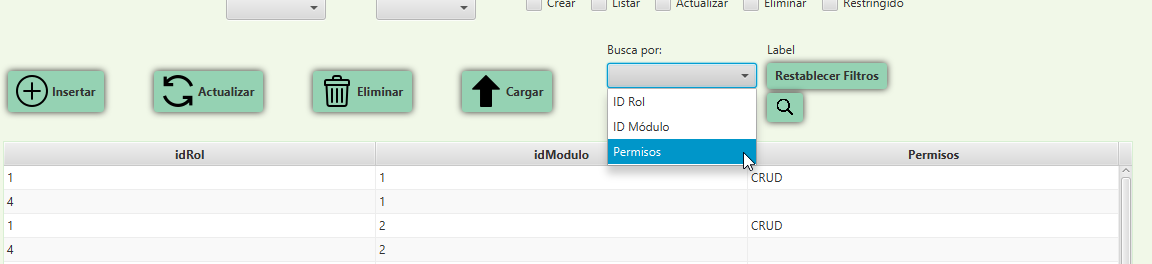 Crear Listar Actualizar Eliminar Restringido
Busca por: Label
Insertar Actualizar Eliminar Cargar Restablecer Filtros
ID Rol
ID Módulo
Permisos
idRol idModulo Permisos
1 1 CRUD
4 1
1 2 CRUD
4 2